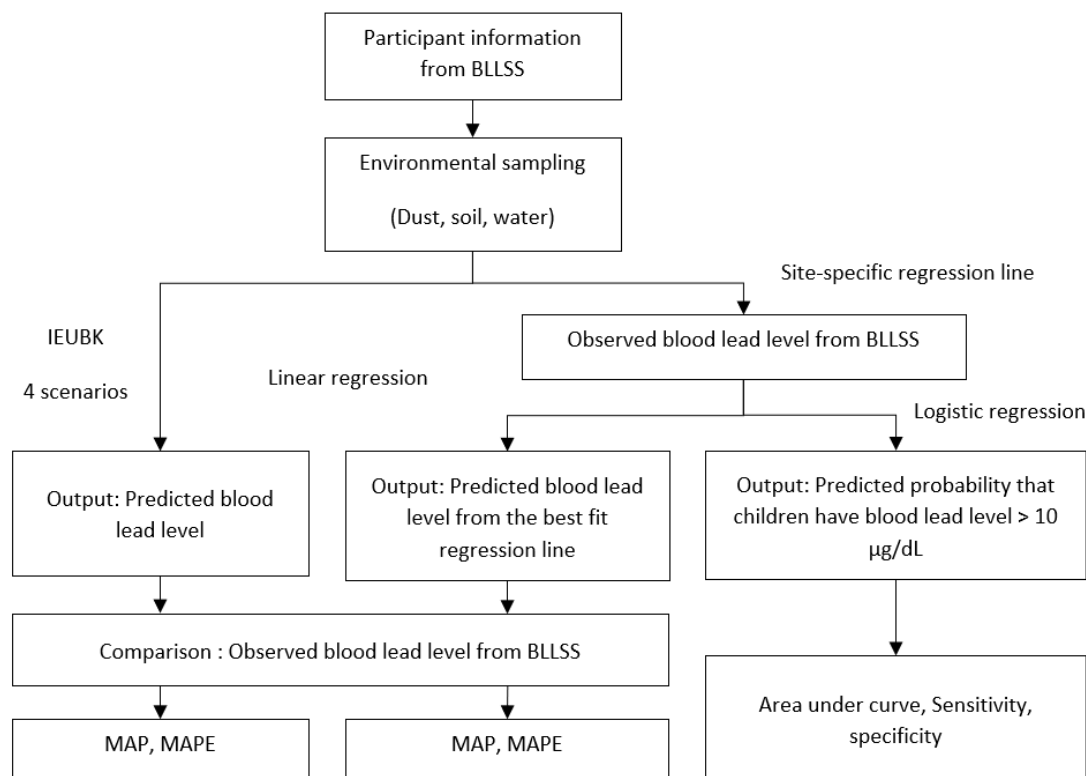 Participant information
from BLLSS
Environmental sampling
(Dust, soil, water)
Site-specific regression line
IEUBK
4 scenarios
Observed blood lead level from BLLSS
Linear regression
Logistic regression
Output: Predicted blood
lead level
Output: Predicted blood lead
level from the best fit
regression line
Output: Predicted probability that
children have blood lead level > 10
µg/dL
Comparison : Observed blood lead level from BLLSS
MAP, MAPE
MAP, MAPE
Area under curve, Sensitivity,
specificity